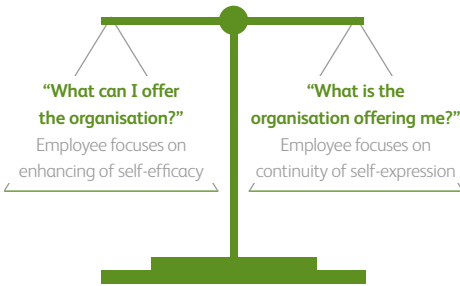 “What can I offer
the organisation?”
Employee focuses on
enhancing of self-efficacy
“What is the
organisation offering me?”
Employee focuses on
continuity of self-expression